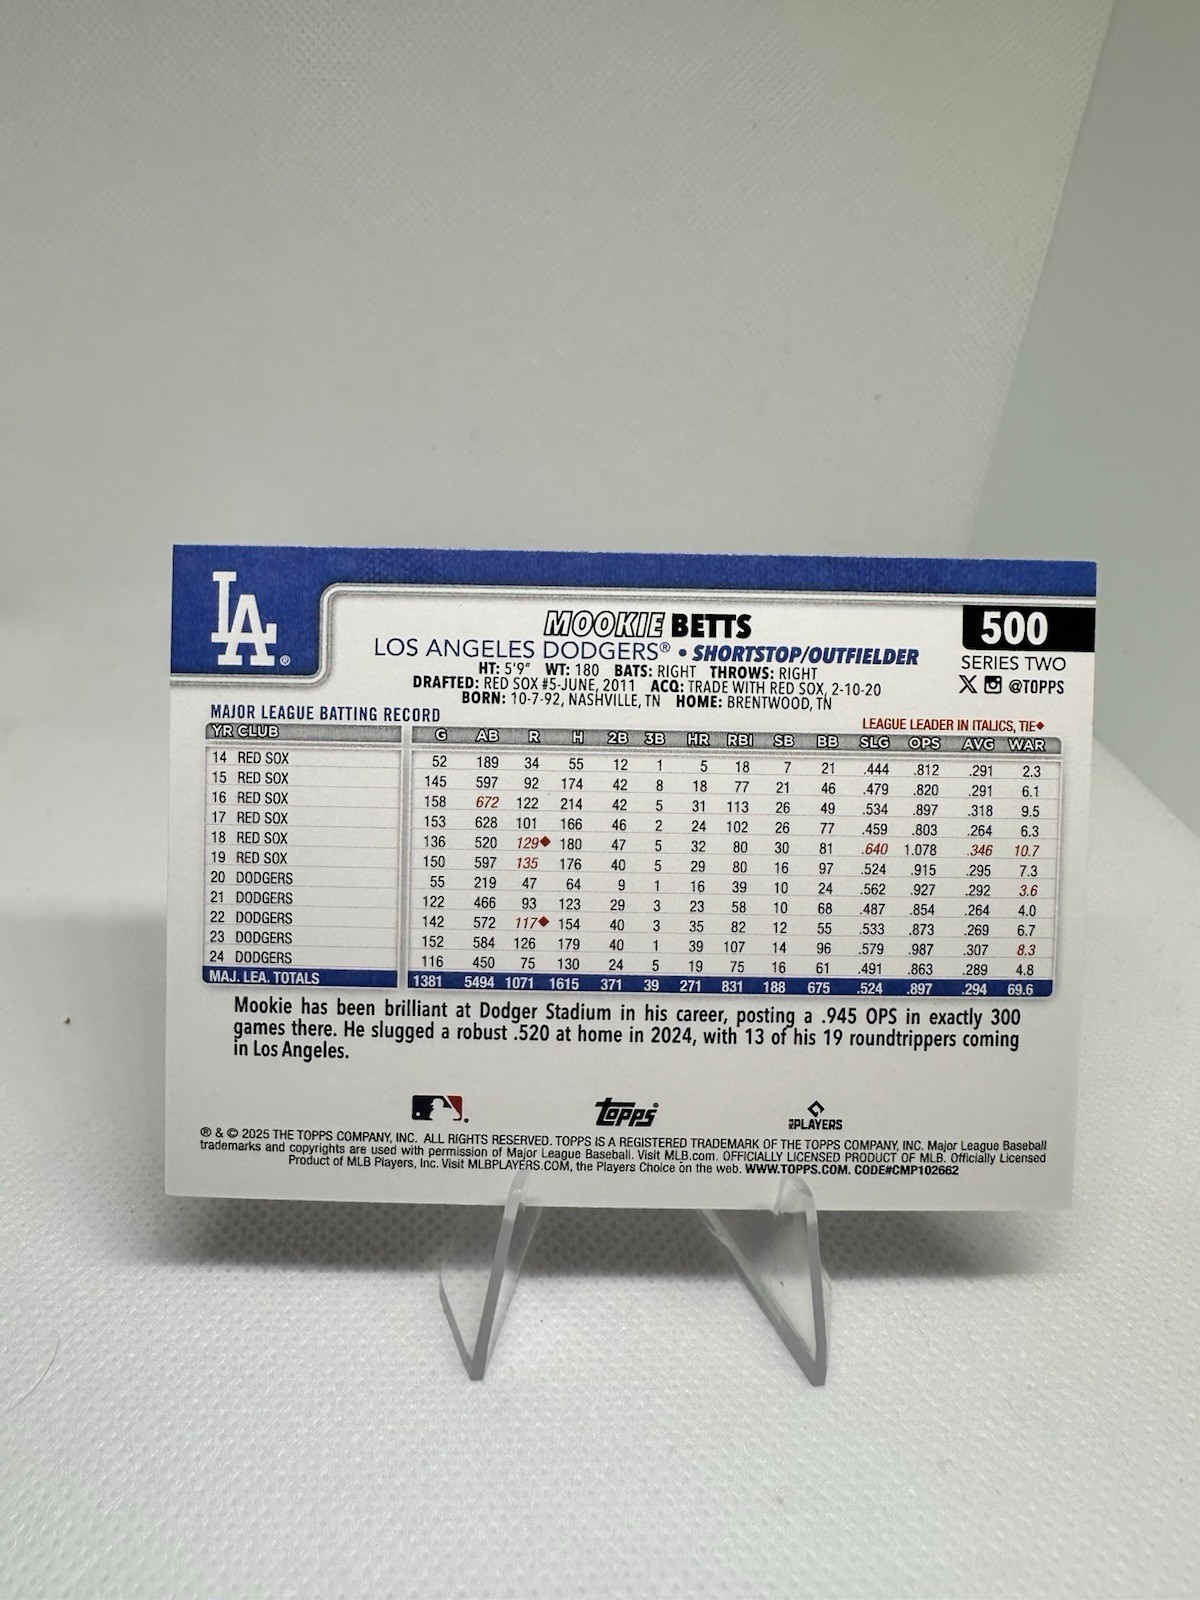 LA®
MOOKIE BETTS
500
LOS ANGELES DODGERS® • SHORTSTOP/OUTFIELDER
SERIES TWO
HT: 5'9" WT: 180 BATS: RIGHT THROWS: RIGHT
@TOPPS
DRAFTED: RED SOX #5-JUNE, 2011 ACQ: TRADE WITH RED SOX, 2-10-20
BORN: 10-7-92, NASHVILLE, TN HOME: BRENTWOOD, TN
MAJOR LEAGUE BATTING RECORD
LEAGUE LEADER IN ITALICS, TIE◆
YR CLUB G AB R H 2B 3B HR RBI SB BB SLG OPS AVG WAR
14 RED SOX 52 189 34 55 12 1 5 18 7 21 .444 .812 .291 2.3
15 RED SOX 145 597 92 174 42 8 18 77 21 46 .479 .820 .291 6.1
16 RED SOX 158 672 122 214 42 5 31 113 26 49 .534 .897 .318 9.5
17 RED SOX 153 628 101 166 46 2 24 102 26 77 .459 .803 .264 6.3
18 RED SOX 136 520 129◆ 180 47 5 32 80 30 81 .640 1.078 .346 10.7
19 RED SOX 150 597 135 176 40 5 29 80 16 97 .524 .915 .295 7.3
20 DODGERS 55 219 47 64 9 1 16 39 10 24 .562 .927 .292 3.6
21 DODGERS 122 466 93 123 29 3 23 58 10 68 .487 .854 .264 4.0
22 DODGERS 142 572 117◆ 154 40 3 35 82 12 55 .533 .873 .269 6.7
23 DODGERS 152 584 126 179 40 1 39 107 14 96 .579 .987 .307 8.3
24 DODGERS 116 450 75 130 24 5 19 75 16 61 .491 .863 .289 4.8
MAJ. LEA. TOTALS 1381 5494 1071 1615 371 39 271 831 188 675 .524 .897 .294 69.6
Mookie has been brilliant at Dodger Stadium in his career, posting a .945 OPS in exactly 300
games there. He slugged a robust .520 at home in 2024, with 13 of his 19 roundtrippers coming
in Los Angeles.
Topps®
MLB PLAYERS
® & © 2025 THE TOPPS COMPANY, INC. ALL RIGHTS RESERVED. TOPPS IS A REGISTERED TRADEMARK OF THE TOPPS COMPANY, INC. Major League Baseball
trademarks and copyrights are used with permission of Major League Baseball. Visit MLB.com. OFFICIALLY LICENSED PRODUCT OF MLB. Officially Licensed
Product of MLB Players, Inc. Visit MLBPLAYERS.COM, the Players Choice on the web. WWW.TOPPS.COM. CODE#CMP102662